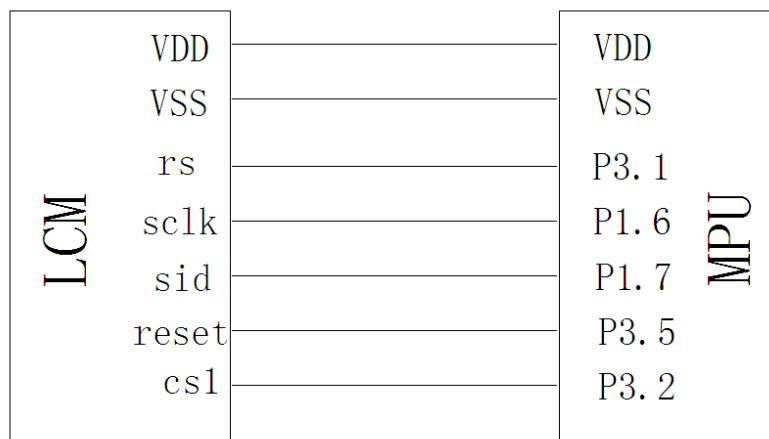 VDD VDD
VSS VSS
rs P3.1
sclk P1.6
sid P1.7
reset P3.5
cs1 P3.2
LCM
MPU